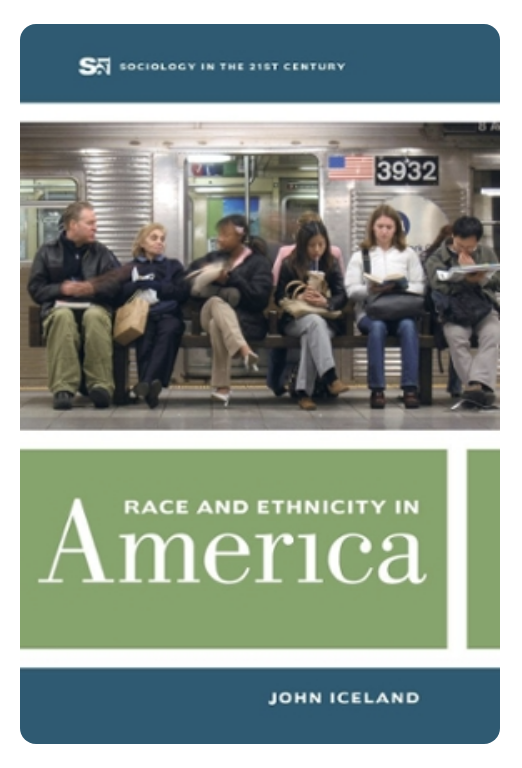 SOCIOLOGY IN THE 21ST CENTURY
3932
RACE AND ETHNICITY IN
America
JOHN ICELAND